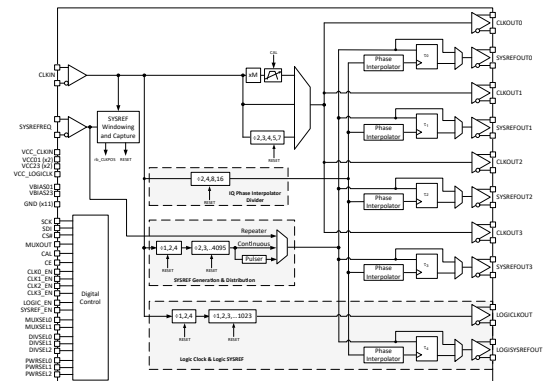 CLKIN
SYSREFREQ
SYSREF
Windowing
and Capture
rb_CLKPOS
RESET
VCC_CLKIN
VCC01 (x2)
VCC23 (x2)
VCC_LOGICLK
VBIAS01
VBIAS23
GND (x11)
SCK
SDI
CS#
MUXOUT
CAL
CE
CLK0_EN
CLK1_EN
CLK2_EN
CLK3_EN
LOGIC_EN
SYSREF_EN
MUXSEL0
MUXSEL1
DIVSEL0
DIVSEL1
DIVSEL2
PWRSEL0
PWRSEL1
PWRSEL2
Digital
Control
CAL
xM
÷2,3,4,5,7
RESET
÷2,4,8,16
RESET
IQ Phase Interpolator
Divider
Repeater
Continuous
Pulser
÷1,2,4
÷2,3,…4095
RESET
RESET
SYSREF Generation & Distribution
÷1,2,4
÷1,2,3,…1023
RESET
RESET
Logic Clock & Logic SYSREF
CLKOUT0
Phase
Interpolator
τ0
SYSREFOUT0
CLKOUT1
Phase
Interpolator
τ1
SYSREFOUT1
CLKOUT2
Phase
Interpolator
τ2
SYSREFOUT2
CLKOUT3
Phase
Interpolator
τ3
SYSREFOUT3
LOGICLKOUT
Phase
Interpolator
τ4
LOGISYSREFOUT